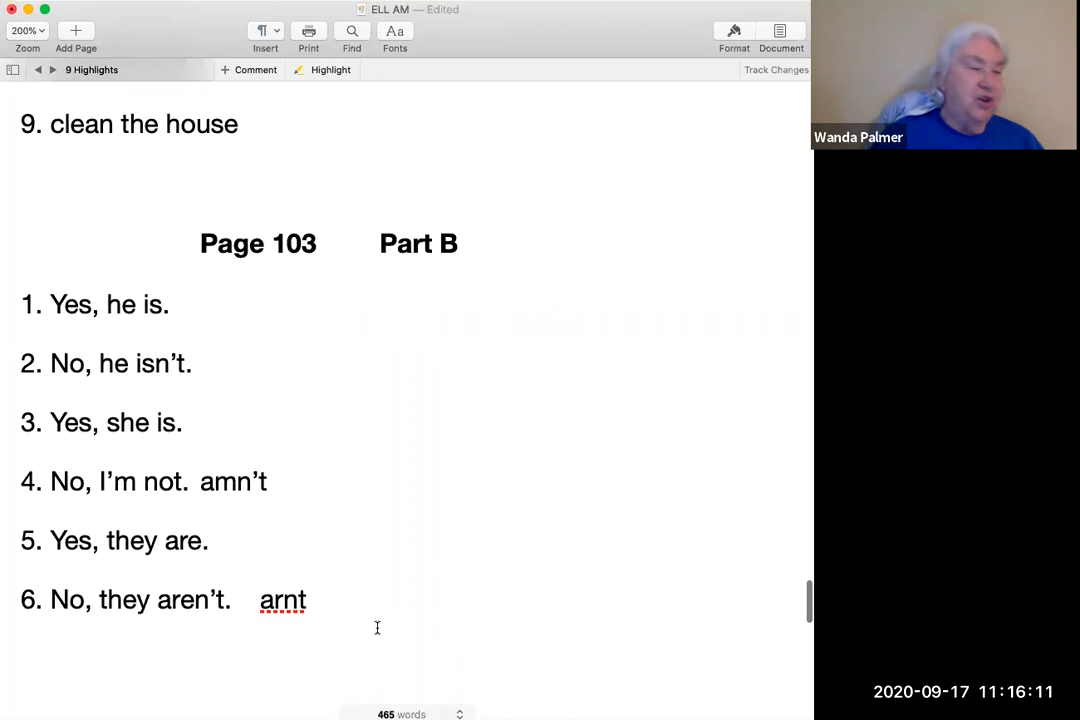 ELL AM — Edited
200%
Zoom
Add Page
Insert
Print
Find
Aa
Fonts
Format
Document
9 Highlights
+ Comment
Highlight
Track Changes
Wanda Palmer
9. clean the house
Page 103 Part B
1. Yes, he is.
2. No, he isn’t.
3. Yes, she is.
4. No, I’m not. amn’t
5. Yes, they are.
6. No, they aren’t. arnt
465 words
2020-09-17 11:16:11